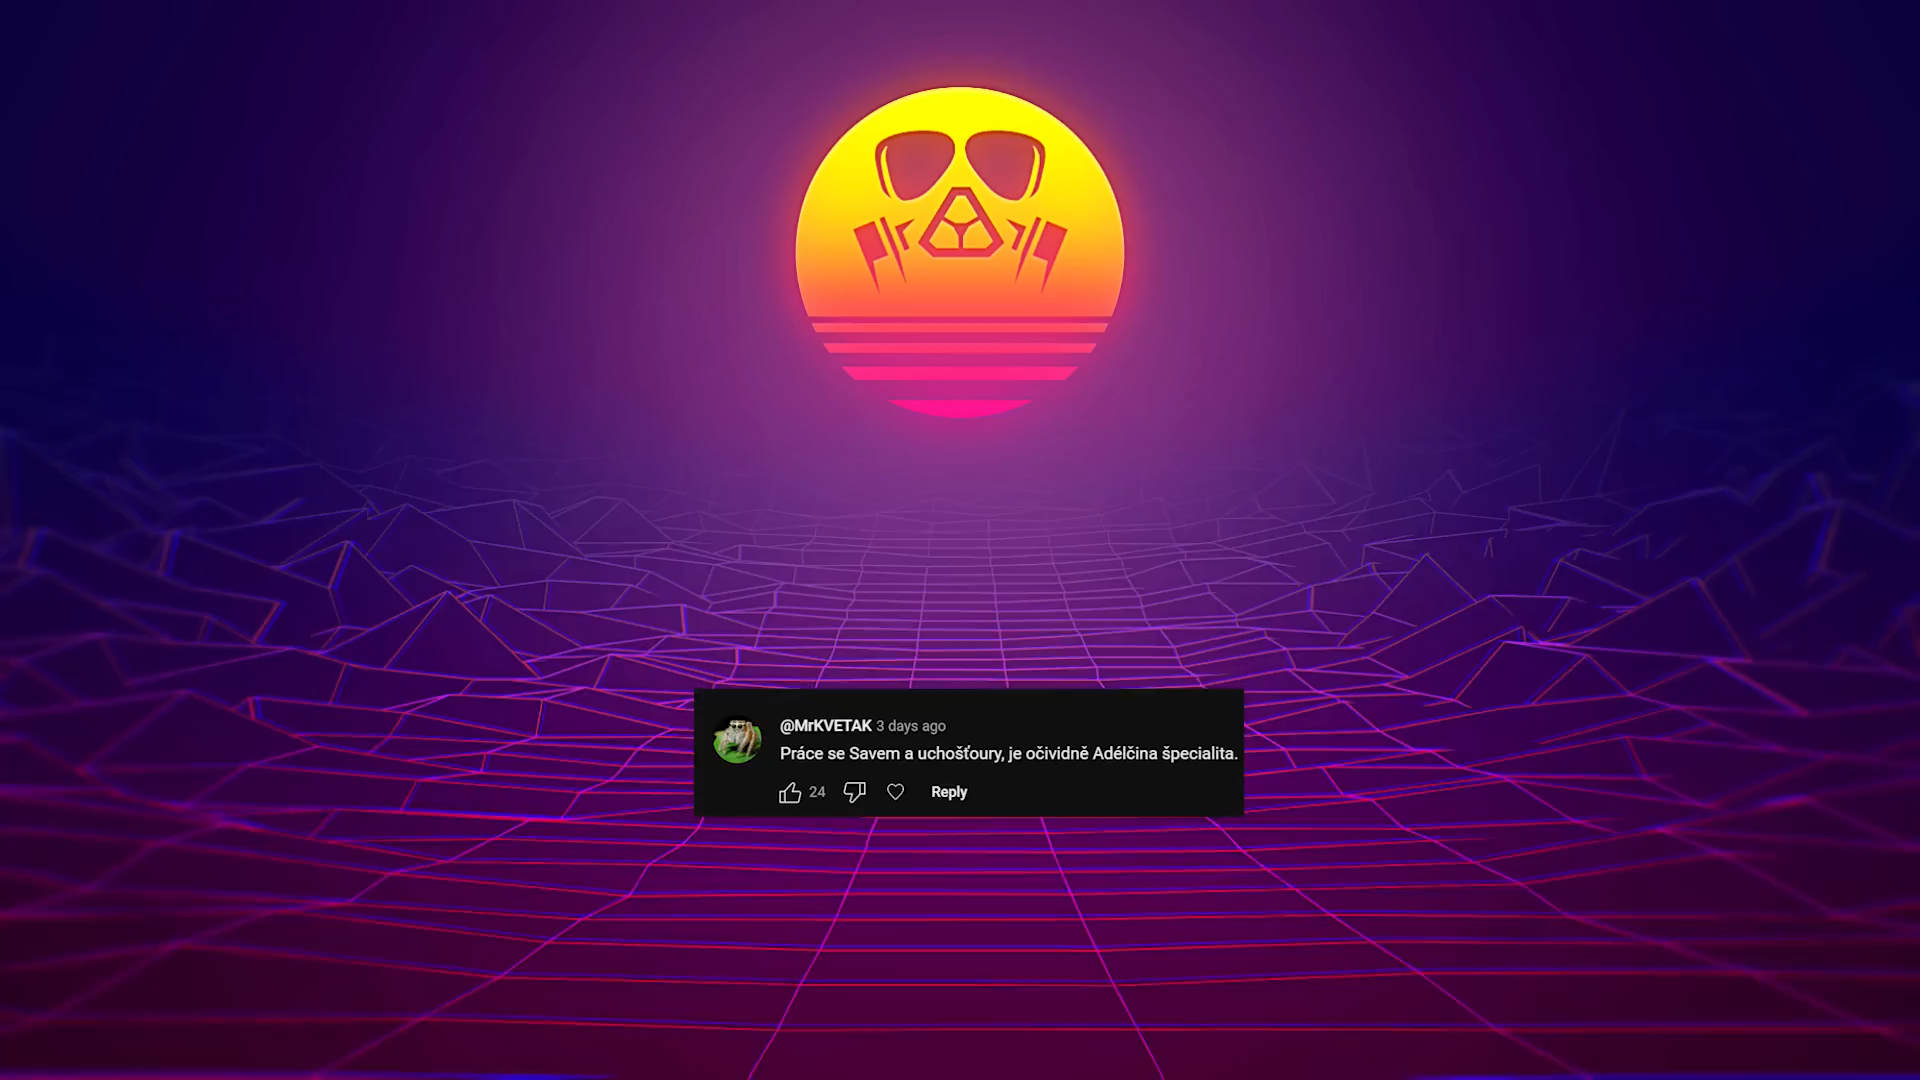 @MrKVETAK 3 days ago
Práce se Savem a uchošťoury, je očividně Adélčina špecialita.
24 Reply